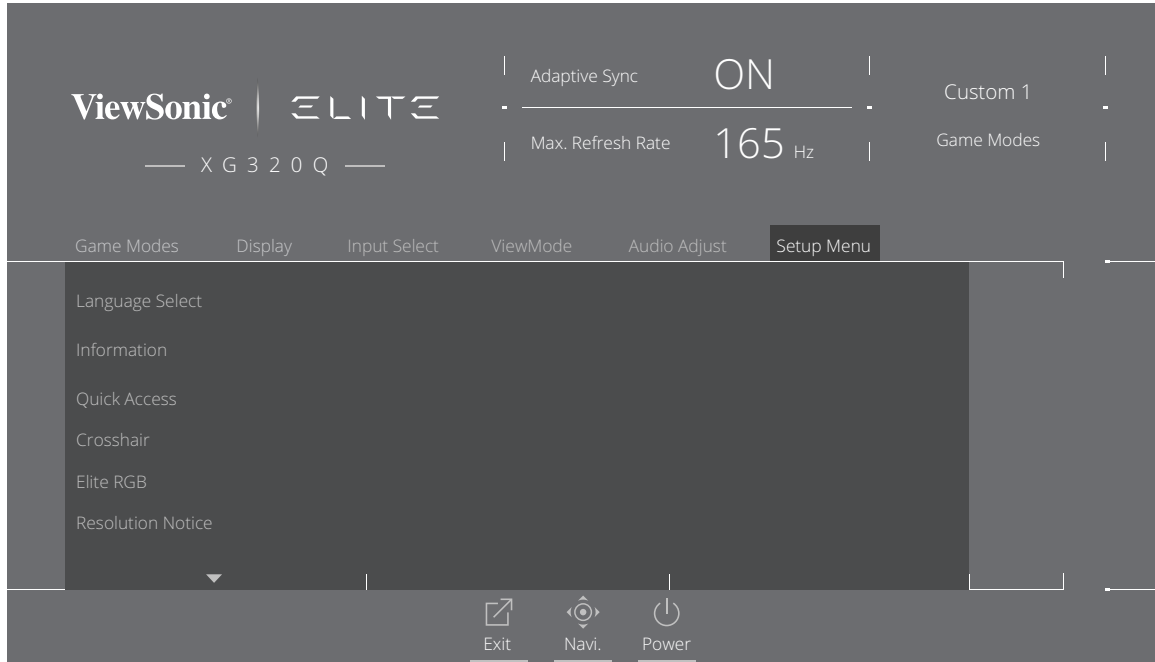 ViewSonic® ELITE
XG320Q
Adaptive Sync ON
Max. Refresh Rate 165 Hz
Custom 1
Game Modes
Game Modes Display Input Select ViewMode Audio Adjust Setup Menu
Language Select
Information
Quick Access
Crosshair
Elite RGB
Resolution Notice
Exit Navi. Power